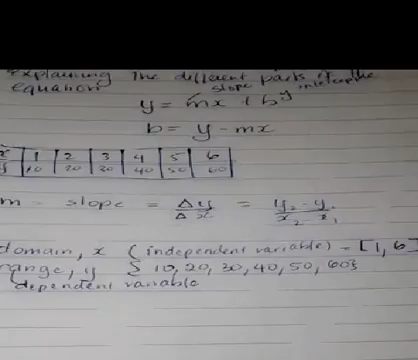 explaining the different parts of the
equation slope y intercept
y = mx + b
b = y - mx
x | 1 | 2 | 3 | 4 | 5 | 6
y | 10 | 20 | 30 | 40 | 50 | 60
m - slope = Δy/Δx = y₂ - y₁/x₂ - x₁
domain, x (independent variable) = [1, 6]
range, y { 10, 20, 30, 40, 50, 60}
dependent variable